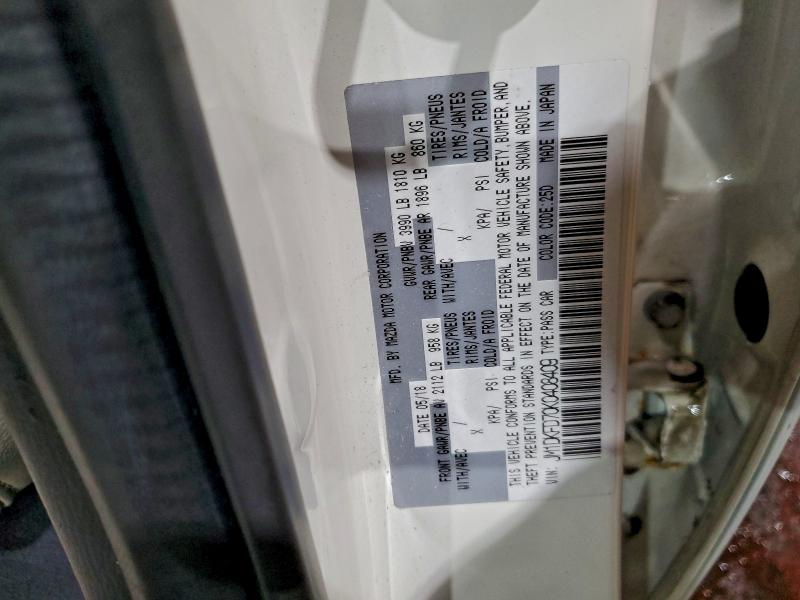 MFD. BY MAZDA MOTOR CORPORATION
DATE 05/18 GVWR/PNBV 3990 LB 1810 KG
FRONT GAWR/PNBE AV 2112 LB 958 KG REAR GAWR/PNBE AR 1896 LB 860 KG
WITH/AVEC / TIRES/PNEUS WITH/AVEC / TIRES/PNEUS
X RIMS/JANTES X RIMS/JANTES
KPA/ PSI COLD/A FROID KPA/ PSI COLD/A FROID
THIS VEHICLE CONFORMS TO ALL APPLICABLE FEDERAL MOTOR VEHICLE SAFETY, BUMPER, AND
THEFT PREVENTION STANDARDS IN EFFECT ON THE DATE OF MANUFACTURE SHOWN ABOVE.
VIN: JM1DKFD70K0408409 TYPE:PASS CAR COLOR CODE:25D MADE IN JAPAN